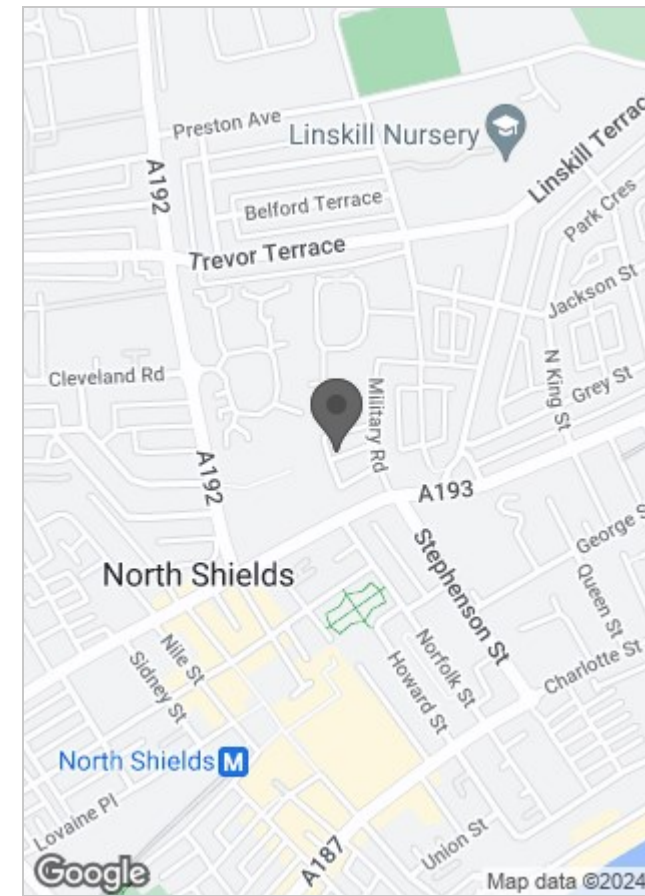 Preston Ave
Linskill Nursery
Linskill Terrac
A192
Belford Terrace
Park Cres
Trevor Terrace
Jackson St
Cleveland Rd
Military Rd
N King St
Grey St
A192
A193
George S
North Shields
Stephenson St
Queen St
Nile St
Norfolk St
Sidney St
Howard St
Charlotte St
North Shields M
Lovaine Pl
Union St
A187
Google
Map data ©2024